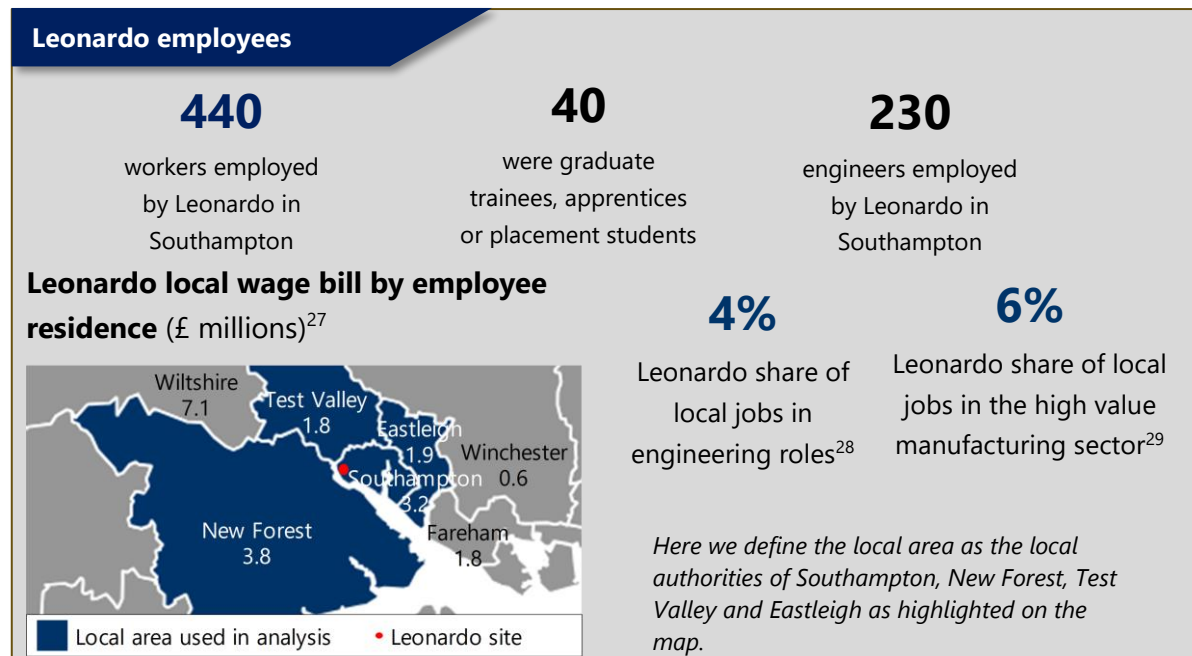 Leonardo employees
440
workers employed
by Leonardo in
Southampton
40
were graduate
trainees, apprentices
or placement students
230
engineers employed
by Leonardo in
Southampton
Leonardo local wage bill by employee
residence (£ millions)27
Wiltshire
7.1
Test Valley
1.8
Eastleigh
1.9
Winchester
0.6
Southampton
3.2
New Forest
3.8
Fareham
1.8
Local area used in analysis
Leonardo site
4%
Leonardo share of
local jobs in
engineering roles28
6%
Leonardo share of local
jobs in the high value
manufacturing sector29
Here we define the local area as the local
authorities of Southampton, New Forest, Test
Valley and Eastleigh as highlighted on the
map.